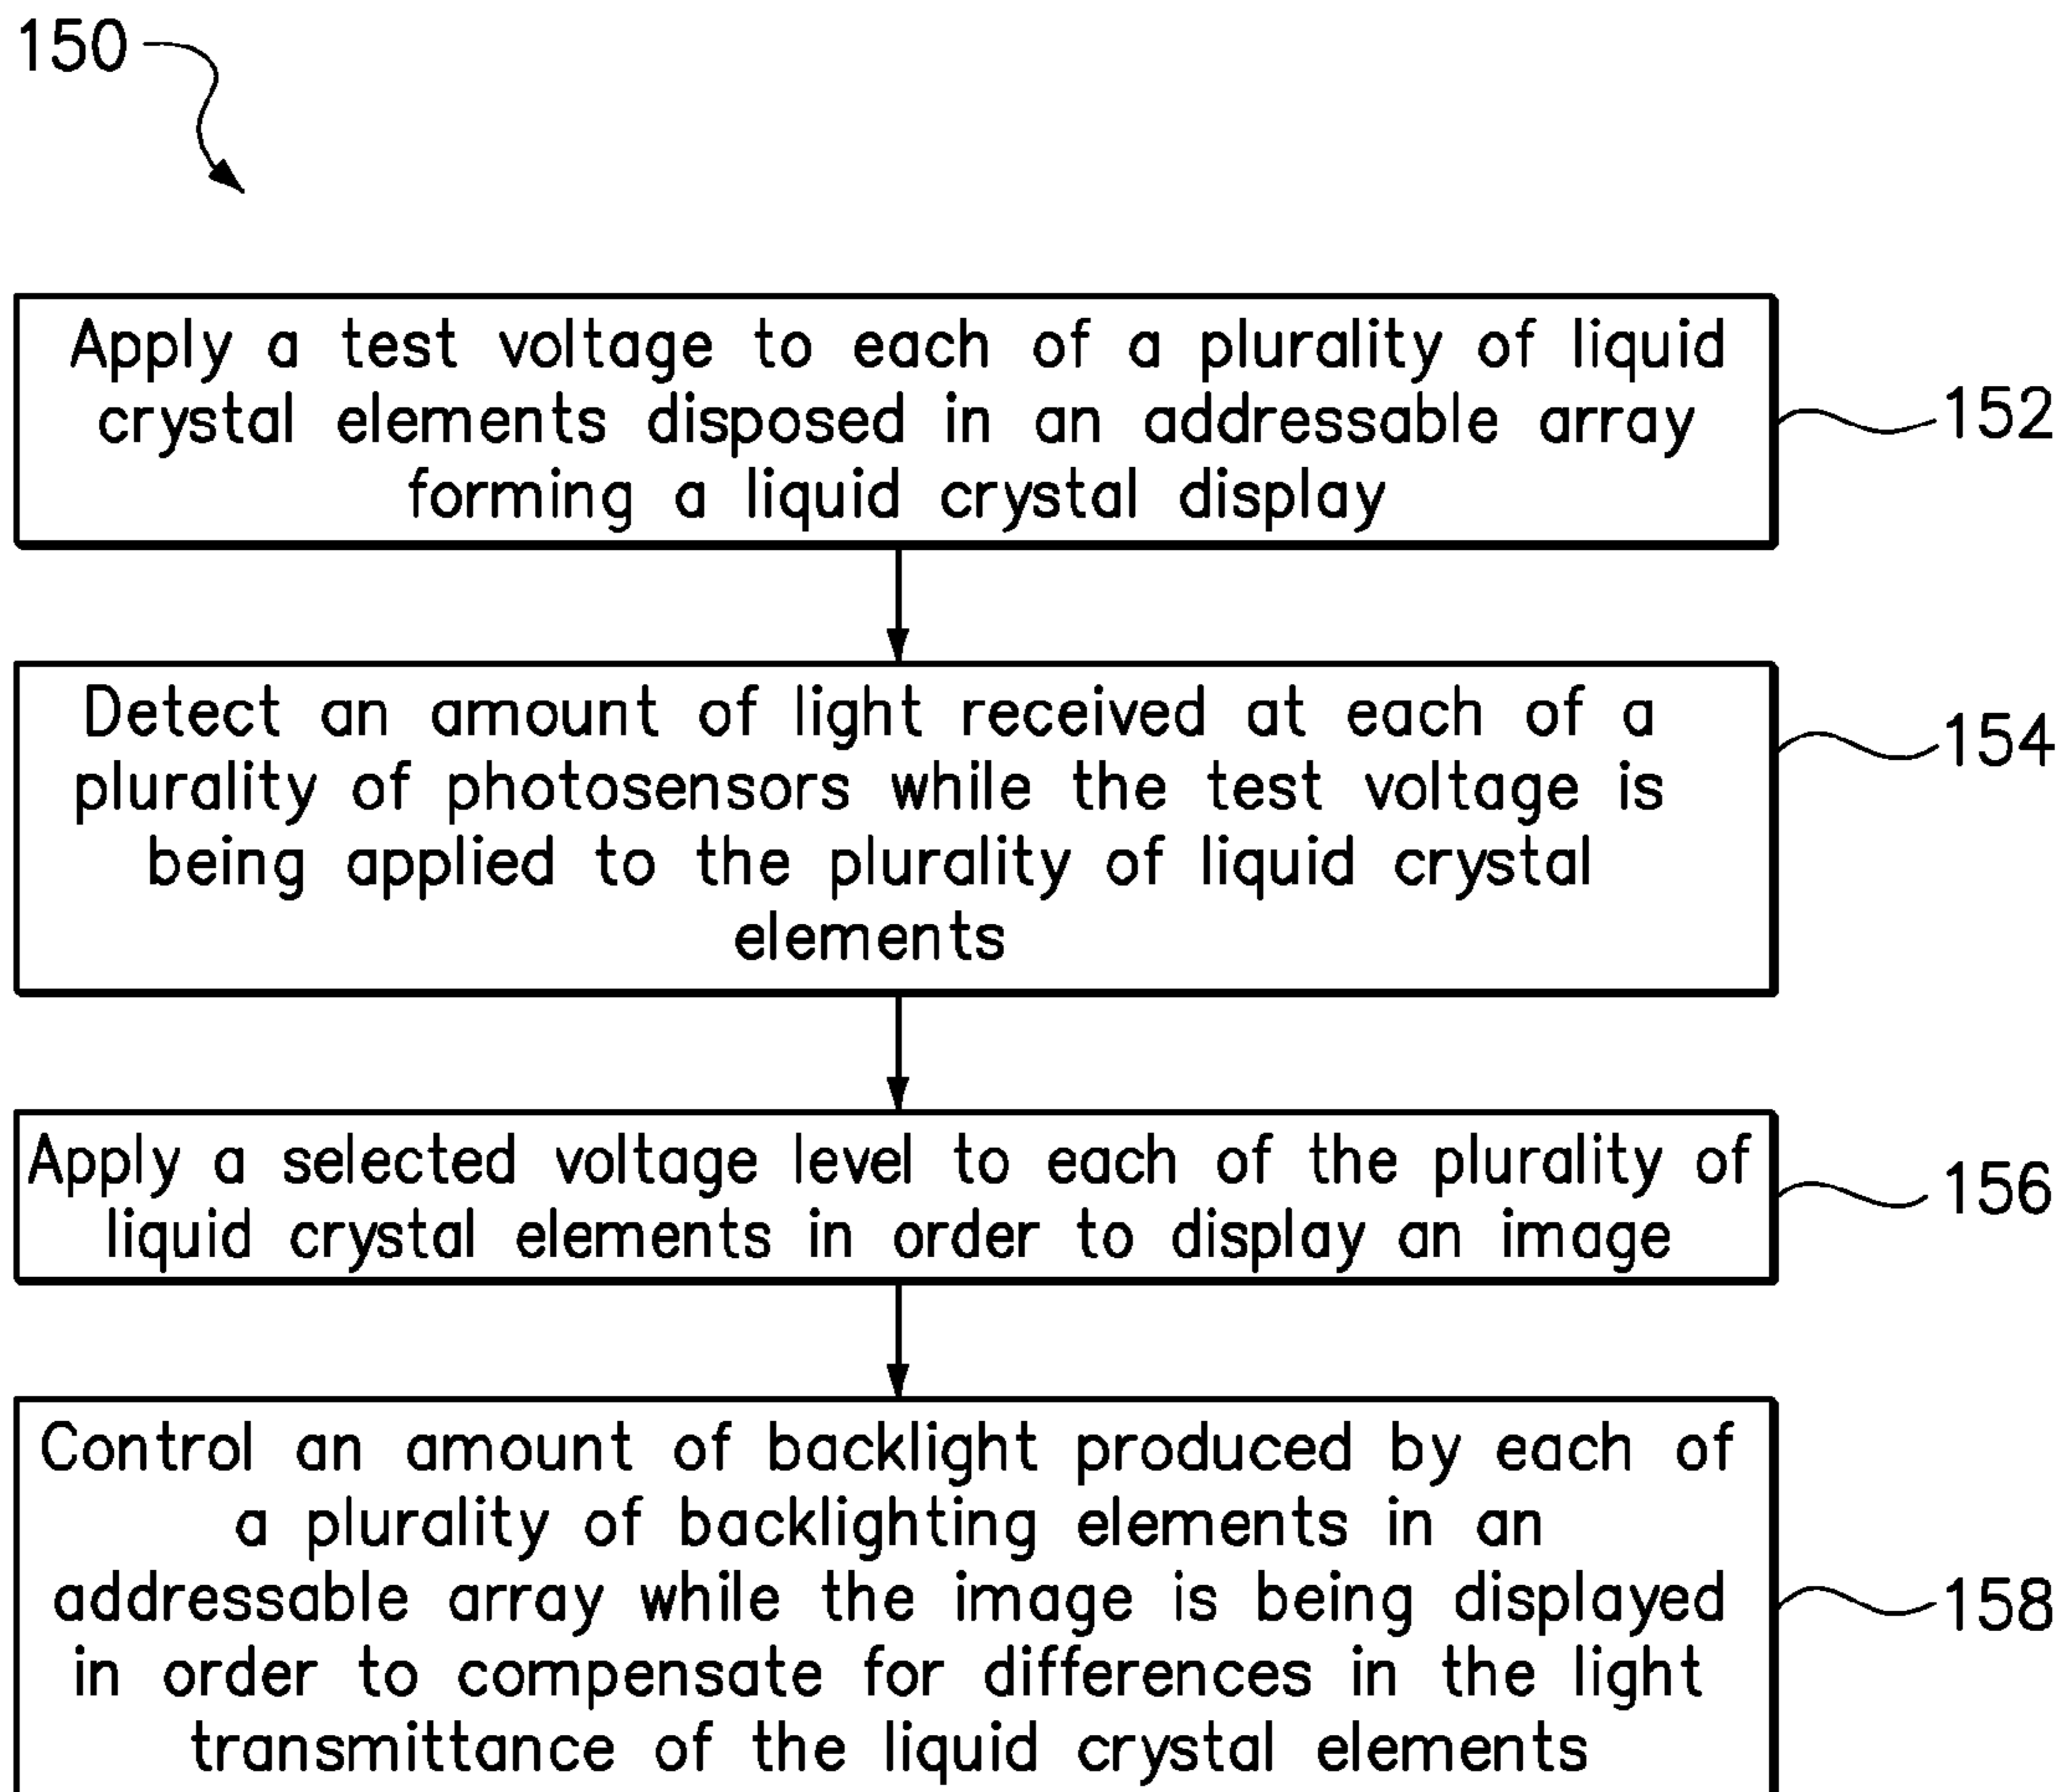 150
Apply a test voltage to each of a plurality of liquid
crystal elements disposed in an addressable array
forming a liquid crystal display
152
Detect an amount of light received at each of a
plurality of photosensors while the test voltage is
being applied to the plurality of liquid crystal
elements
154
Apply a selected voltage level to each of the plurality of
liquid crystal elements in order to display an image
156
Control an amount of backlight produced by each of
a plurality of backlighting elements in an
addressable array while the image is being displayed
in order to compensate for differences in the light
transmittance of the liquid crystal elements
158